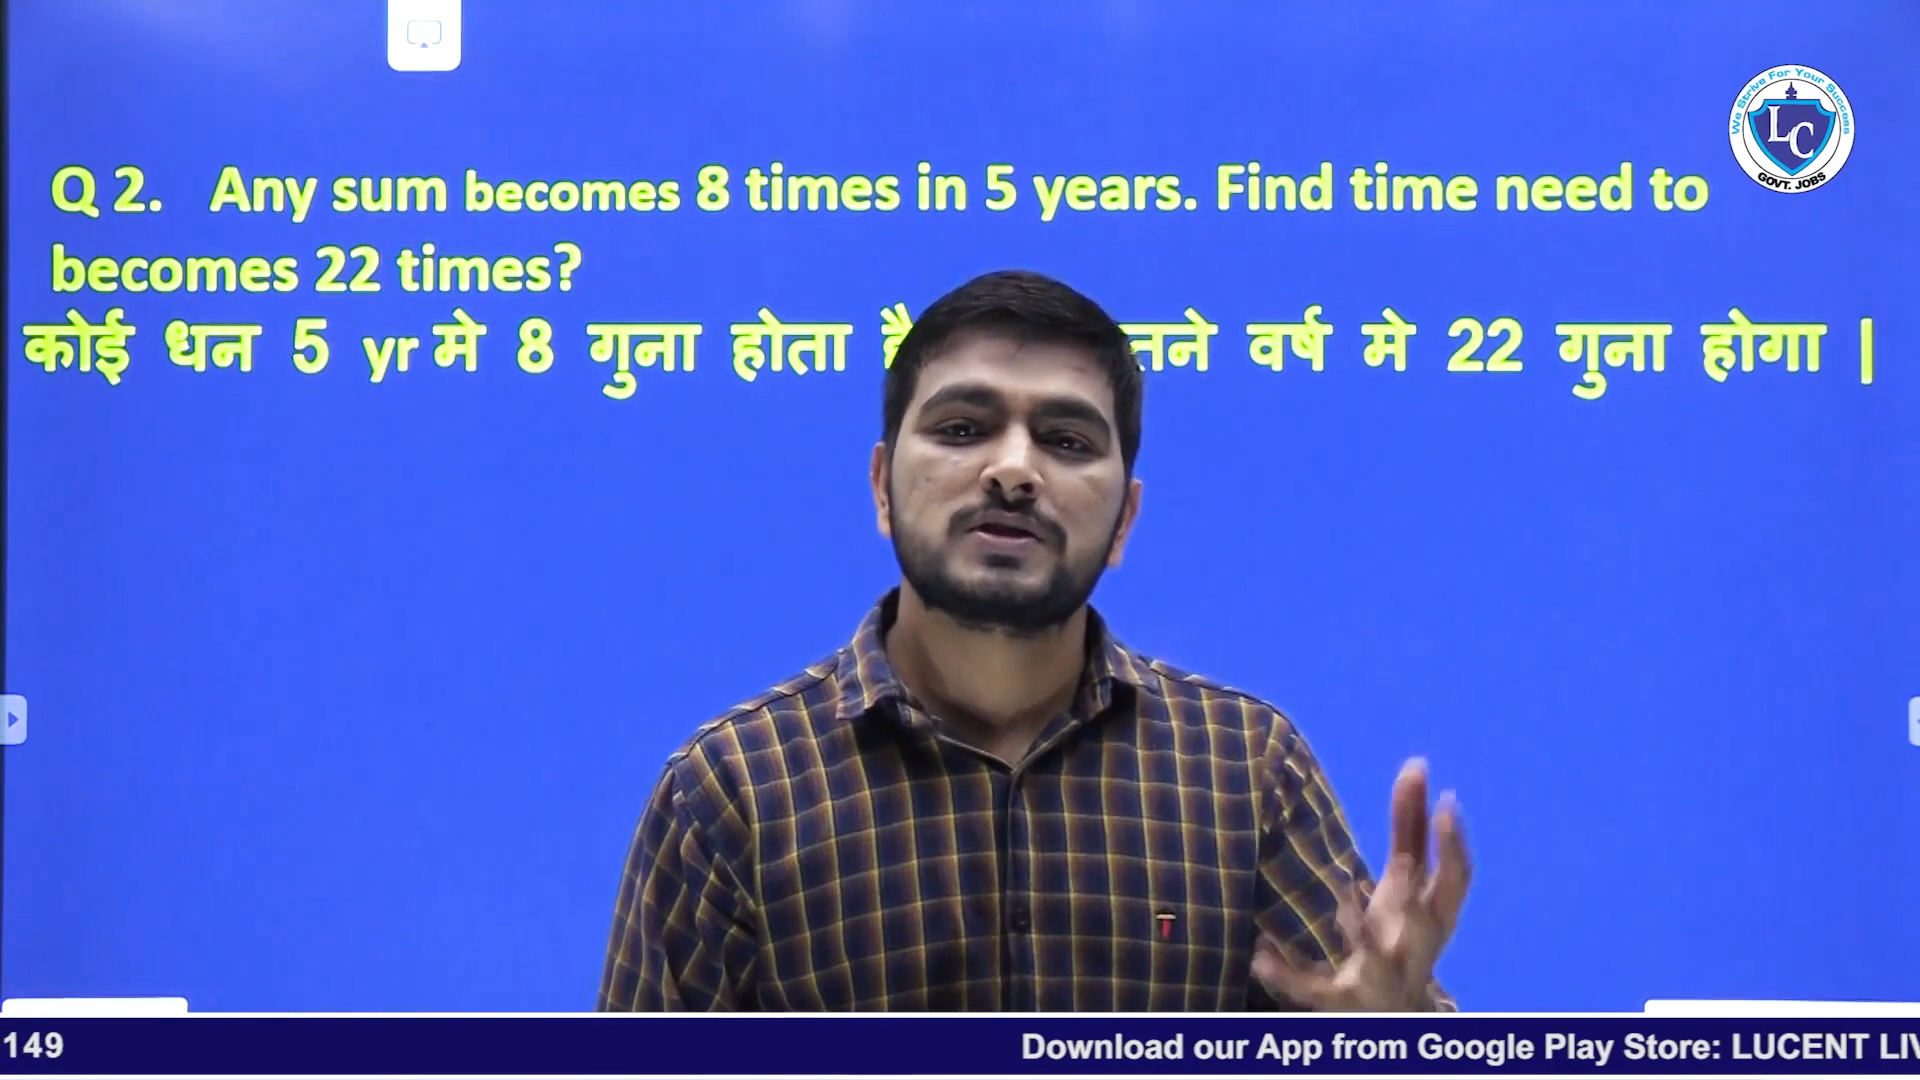 We Strive For Your Success
LC
GOVT. JOBS
Q 2. Any sum becomes 8 times in 5 years. Find time need to
becomes 22 times?
कोई धन 5 yr मे 8 गुना होता वर्ष मे 22 गुना होगा |
149
Download our App from Google Play Store: LUCENT